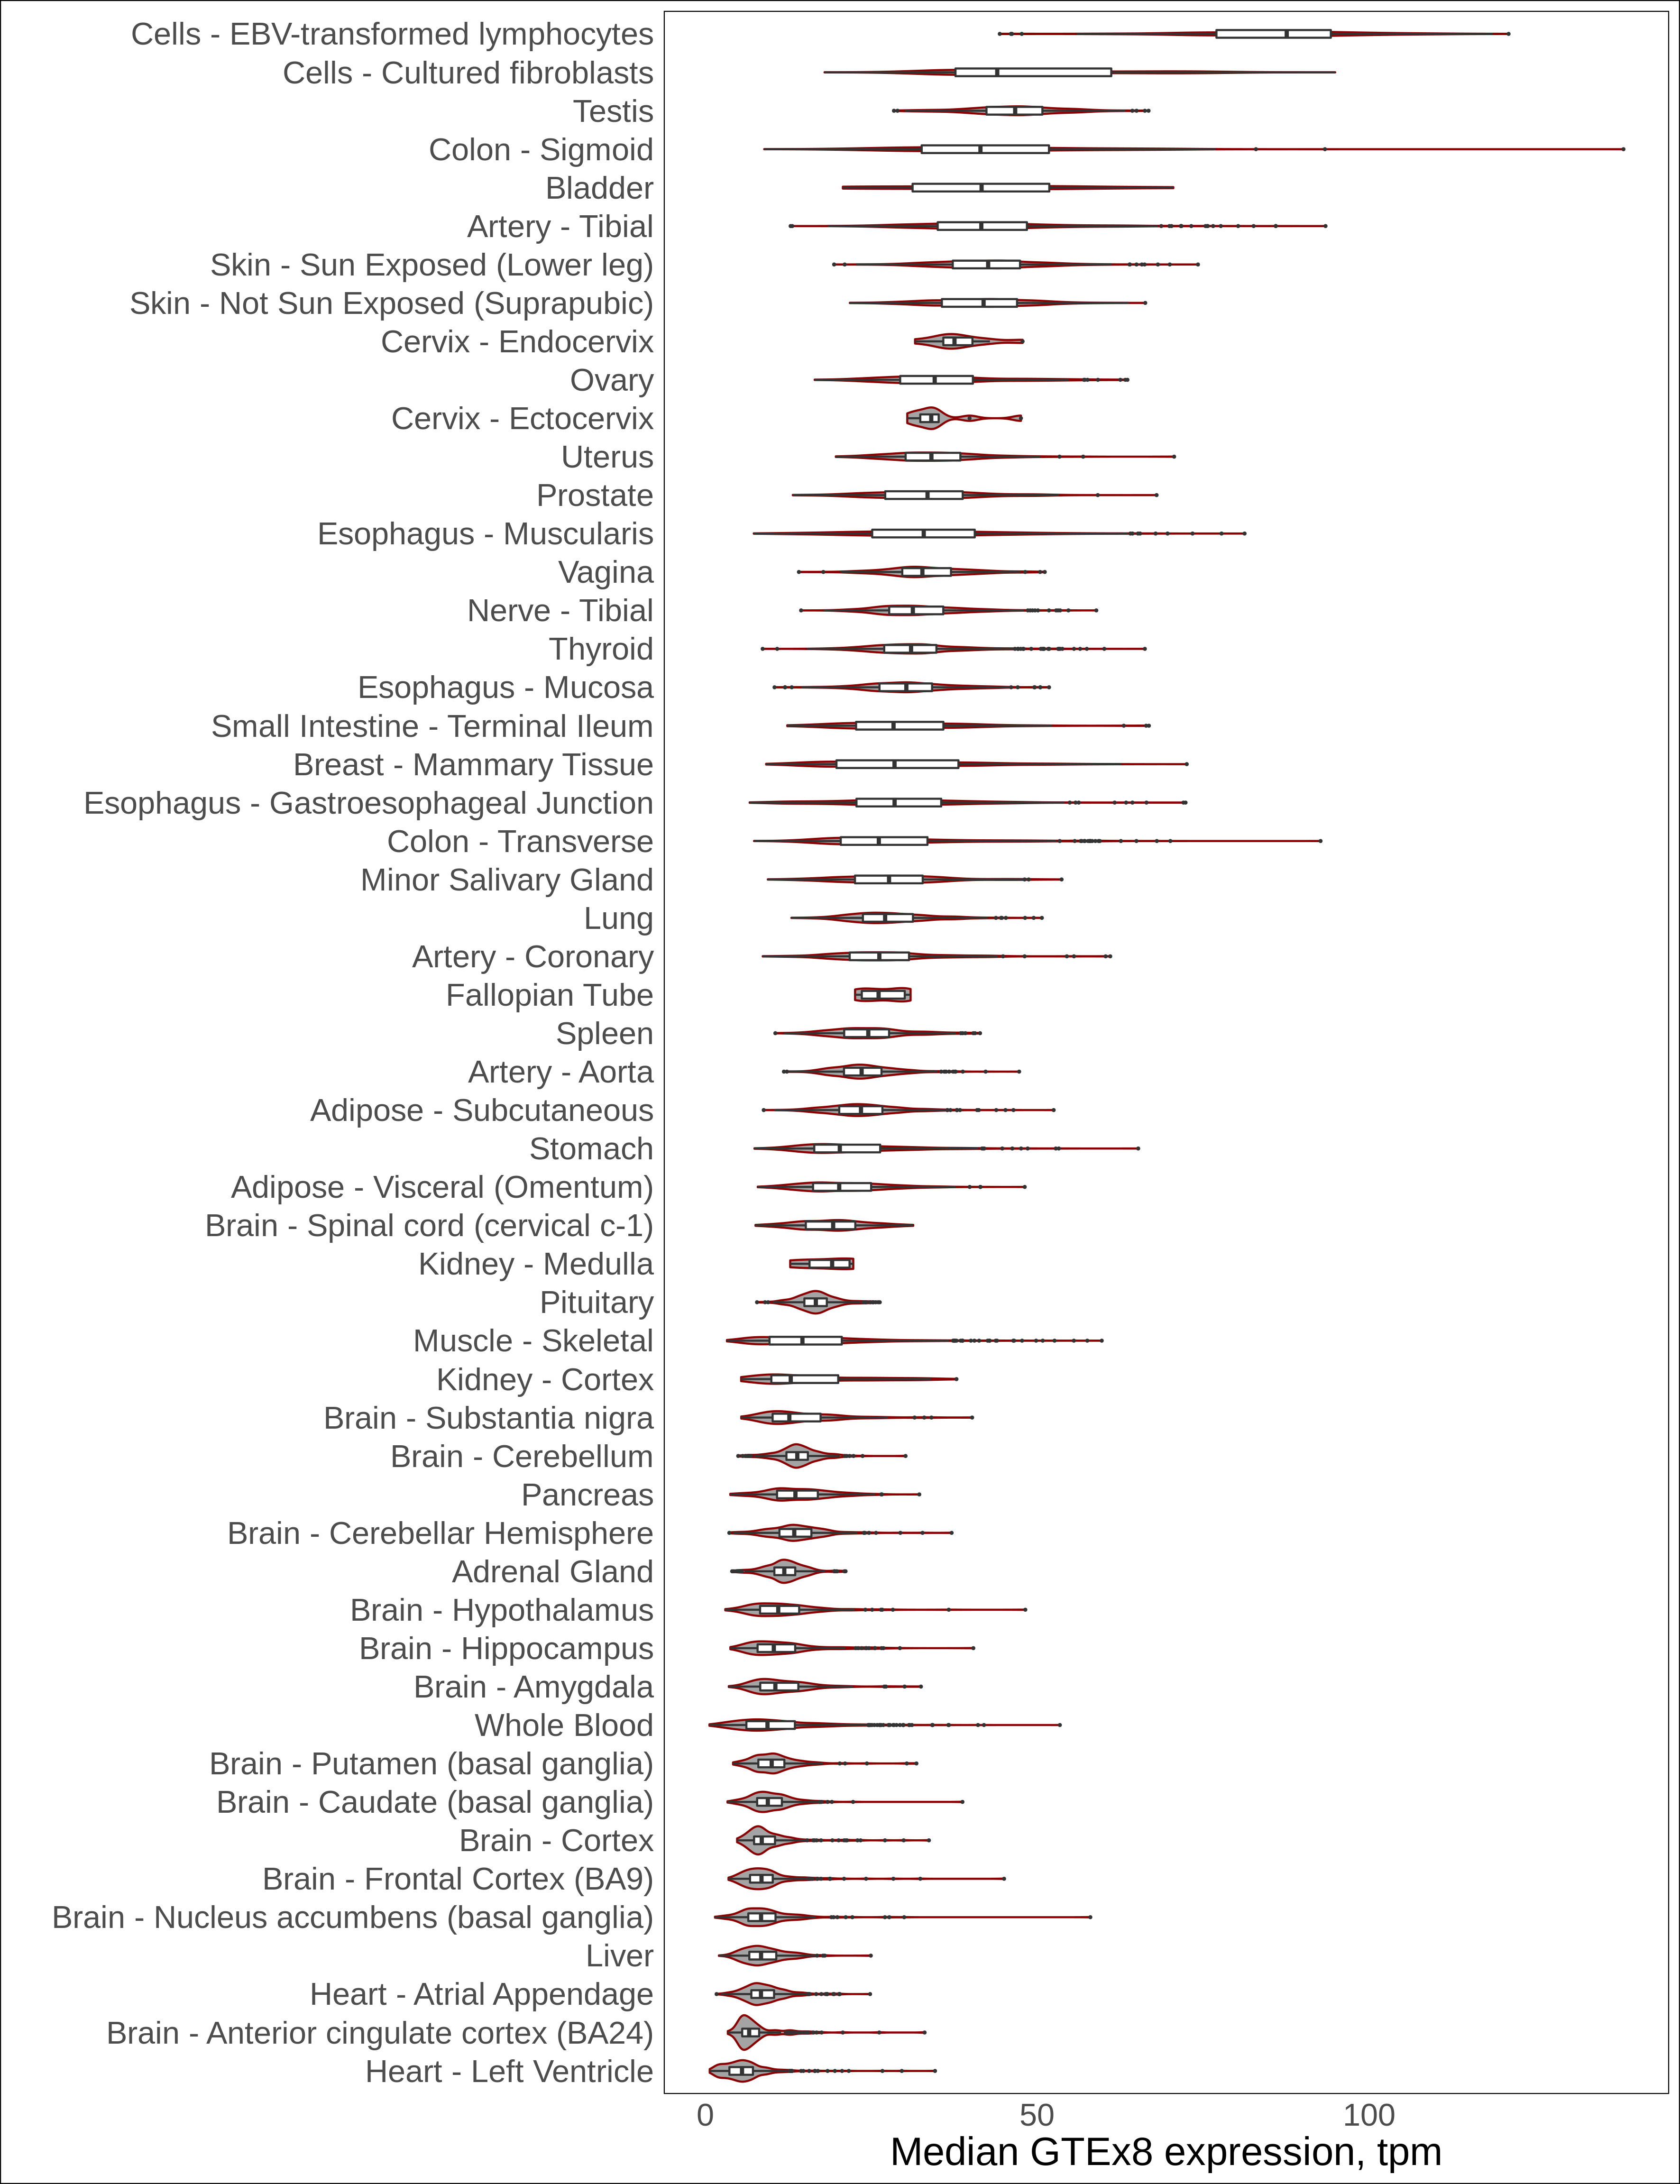 Cells - EBV-transformed lymphocytes
Cells - Cultured fibroblasts
Testis
Colon - Sigmoid
Bladder
Artery - Tibial
Skin - Sun Exposed (Lower leg)
Skin - Not Sun Exposed (Suprapubic)
Cervix - Endocervix
Ovary
Cervix - Ectocervix
Uterus
Prostate
Esophagus - Muscularis
Vagina
Nerve - Tibial
Thyroid
Esophagus - Mucosa
Small Intestine - Terminal Ileum
Breast - Mammary Tissue
Esophagus - Gastroesophageal Junction
Colon - Transverse
Minor Salivary Gland
Lung
Artery - Coronary
Fallopian Tube
Spleen
Artery - Aorta
Adipose - Subcutaneous
Stomach
Adipose - Visceral (Omentum)
Brain - Spinal cord (cervical c-1)
Kidney - Medulla
Pituitary
Muscle - Skeletal
Kidney - Cortex
Brain - Substantia nigra
Brain - Cerebellum
Pancreas
Brain - Cerebellar Hemisphere
Adrenal Gland
Brain - Hypothalamus
Brain - Hippocampus
Brain - Amygdala
Whole Blood
Brain - Putamen (basal ganglia)
Brain - Caudate (basal ganglia)
Brain - Cortex
Brain - Frontal Cortex (BA9)
Brain - Nucleus accumbens (basal ganglia)
Liver
Heart - Atrial Appendage
Brain - Anterior cingulate cortex (BA24)
Heart - Left Ventricle
0 50 100
Median GTEx8 expression, tpm